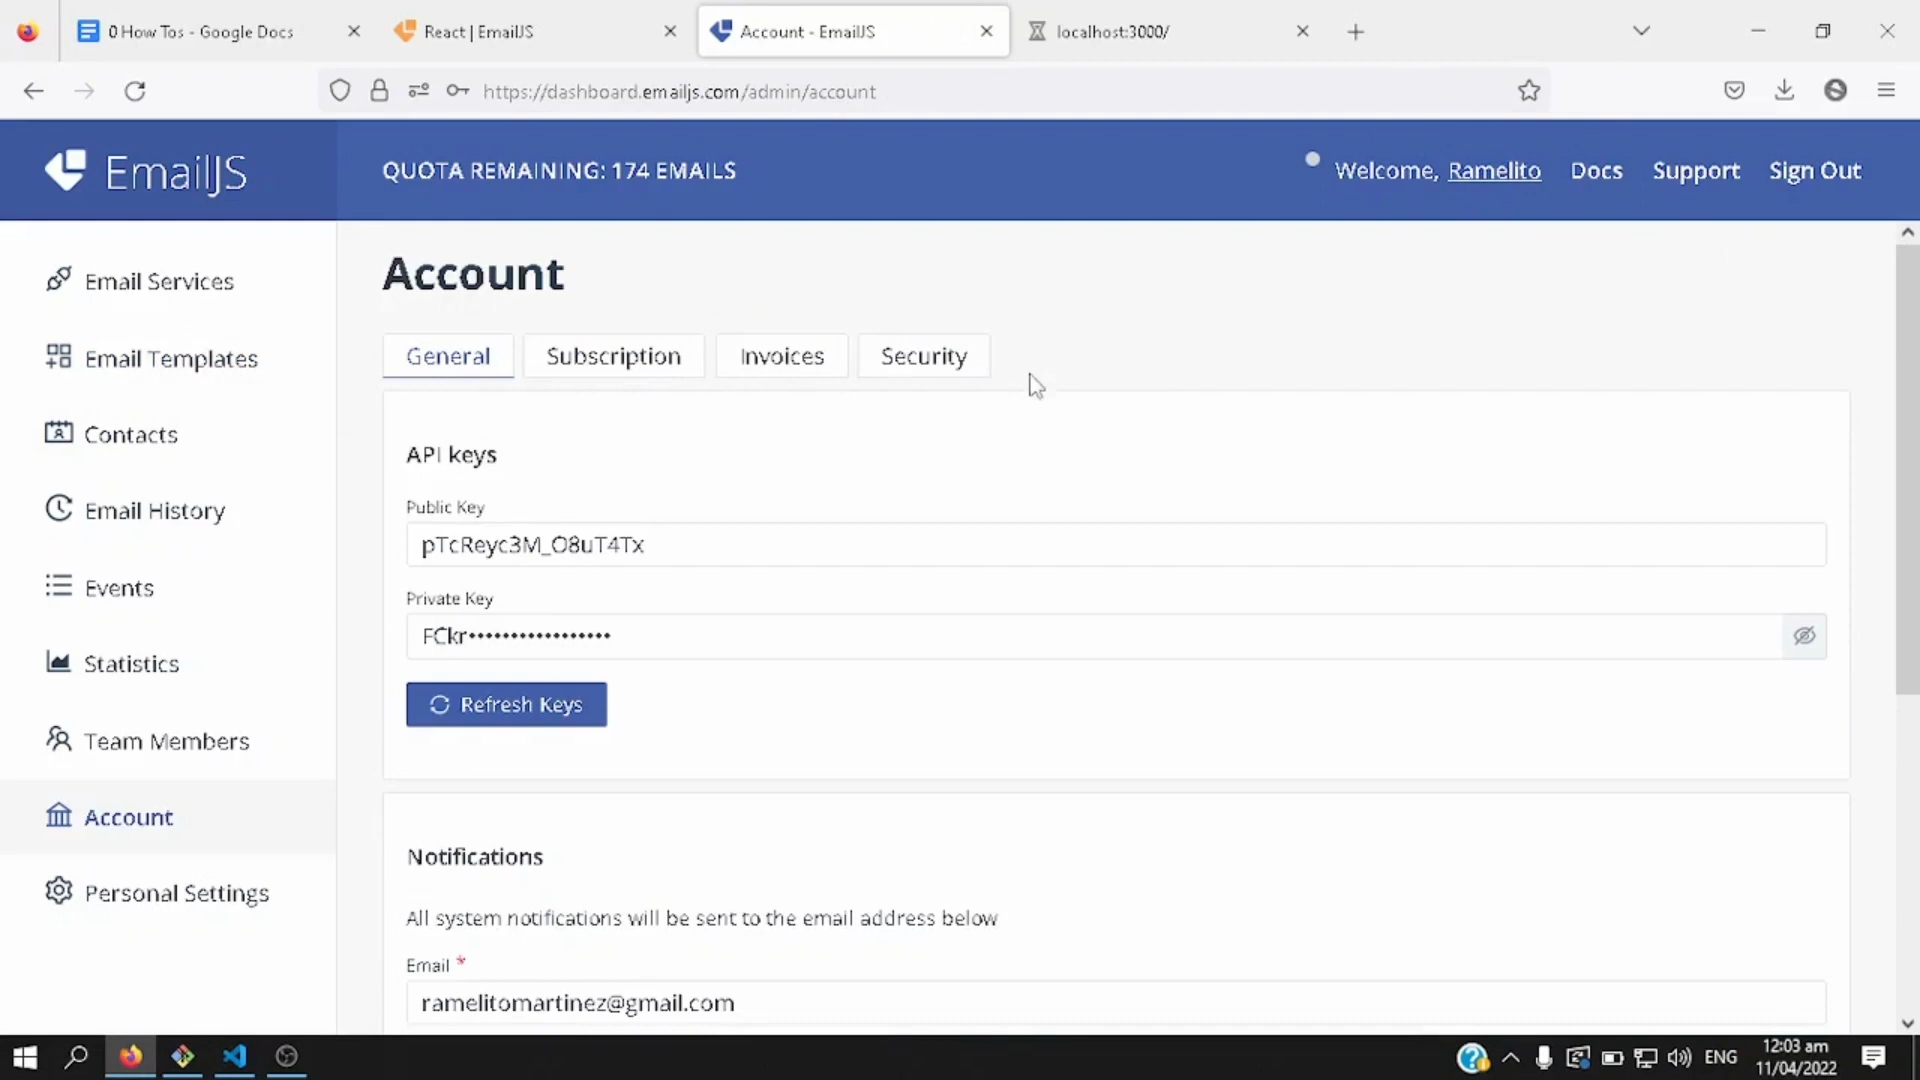 0 How Tos - Google Docs
React | EmailJS
Account - EmailJS
localhost:3000/
https://dashboard.emailjs.com/admin/account
EmailJS
QUOTA REMAINING: 174 EMAILS
Welcome, Ramelito
Docs
Support
Sign Out
Email Services
Email Templates
Contacts
Email History
Events
Statistics
Team Members
Account
Personal Settings
Account
General
Subscription
Invoices
Security
API keys
Public Key
pTcReyc3M_O8uT4Tx
Private Key
FCkr•••••••••••••••••
Refresh Keys
Notifications
All system notifications will be sent to the email address below
Email *
ramelitomartinez@gmail.com
ENG
12:03 am
11/04/2022